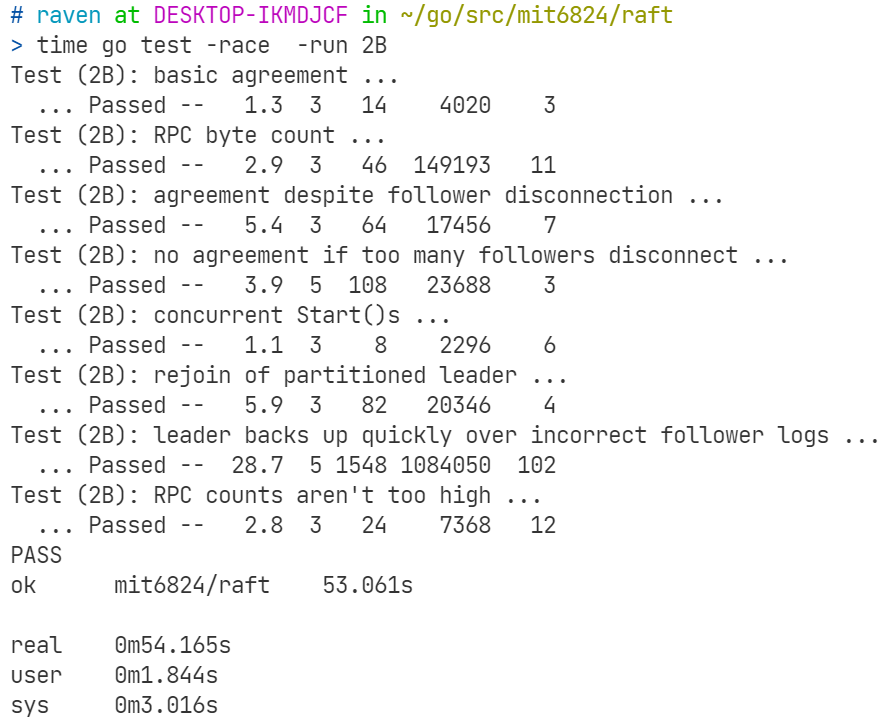 # raven at DESKTOP-IKMDJCF in ~/go/src/mit6824/raft
> time go test -race  -run 2B
Test (2B): basic agreement ...
  ... Passed --   1.3  3   14    4020    3
Test (2B): RPC byte count ...
  ... Passed --   2.9  3   46  149193   11
Test (2B): agreement despite follower disconnection ...
  ... Passed --   5.4  3   64   17456    7
Test (2B): no agreement if too many followers disconnect ...
  ... Passed --   3.9  5  108   23688    3
Test (2B): concurrent Start()s ...
  ... Passed --   1.1  3    8    2296    6
Test (2B): rejoin of partitioned leader ...
  ... Passed --   5.9  3   82   20346    4
Test (2B): leader backs up quickly over incorrect follower logs ...
  ... Passed --  28.7  5 1548 1084050  102
Test (2B): RPC counts aren't too high ...
  ... Passed --   2.8  3   24    7368   12
PASS
ok      mit6824/raft    53.061s

real    0m54.165s
user    0m1.844s
sys     0m3.016s